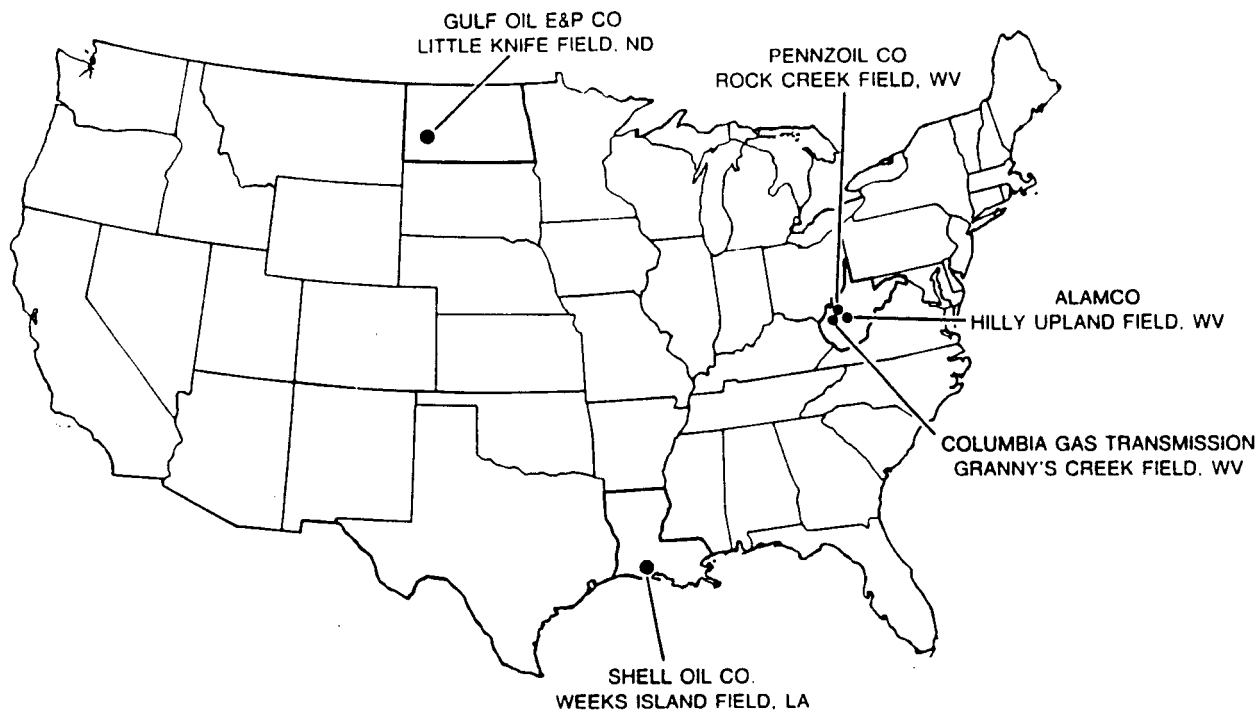 GULF OIL E&P CO
LITTLE KNIFE FIELD, ND
PENNZOIL CO
ROCK CREEK FIELD, WV
ALAMCO
HILLY UPLAND FIELD, WV
COLUMBIA GAS TRANSMISSION
GRANNY'S CREEK FIELD, WV
SHELL OIL CO.
WEEKS ISLAND FIELD, LA